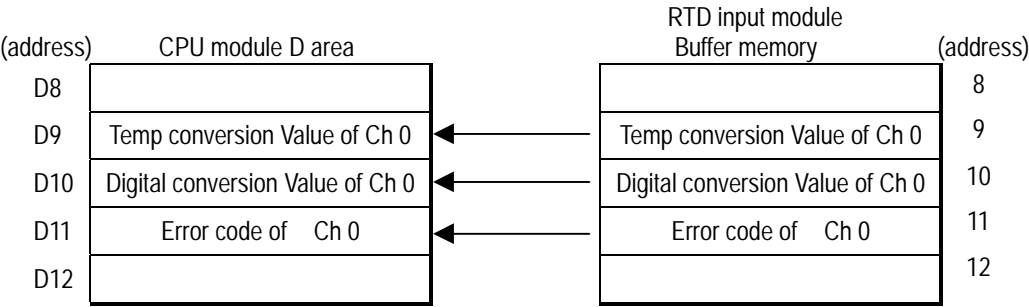 RTD input module
(address) CPU module D area Buffer memory (address)
D8 8
D9 Temp conversion Value of Ch 0 Temp conversion Value of Ch 0 9
D10 Digital conversion Value of Ch 0 Digital conversion Value of Ch 0 10
D11 Error code of Ch 0 Error code of Ch 0 11
D12 12